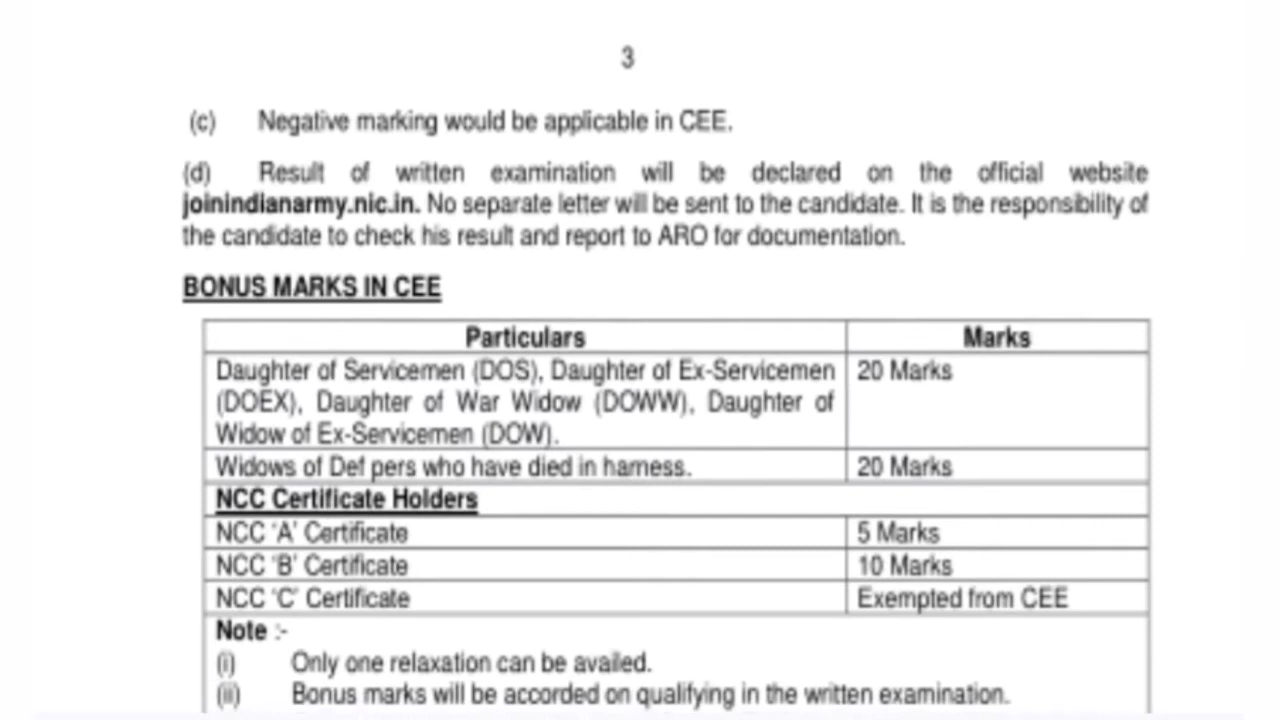 3
(c) Negative marking would be applicable in CEE.
(d) Result of written examination will be declared on the official website
joinindianarmy.nic.in. No separate letter will be sent to the candidate. It is the responsibility of
the candidate to check his result and report to ARO for documentation.
BONUS MARKS IN CEE
Particulars Marks
Daughter of Servicemen (DOS), Daughter of Ex-Servicemen 20 Marks
(DOEX), Daughter of War Widow (DOWW), Daughter of
Widow of Ex-Servicemen (DOW).
Widows of Def pers who have died in harness. 20 Marks
NCC Certificate Holders
NCC 'A' Certificate 5 Marks
NCC 'B' Certificate 10 Marks
NCC 'C' Certificate Exempted from CEE
Note :-
(i) Only one relaxation can be availed.
(ii) Bonus marks will be accorded on qualifying in the written examination.